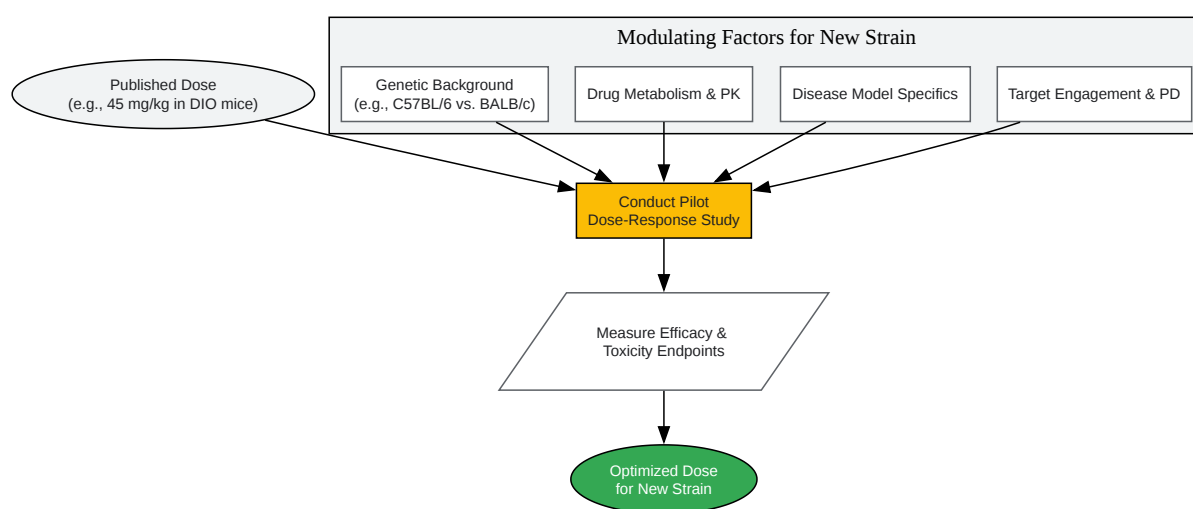 Modulating Factors for New Strain
Published Dose
(e.g., 45 mg/kg in DIO mice)
Genetic Background
(e.g., C57BL/6 vs. BALB/c)
Drug Metabolism & PK
Disease Model Specifics
Target Engagement & PD
Conduct Pilot
Dose-Response Study
Measure Efficacy &
Toxicity Endpoints
Optimized Dose
for New Strain